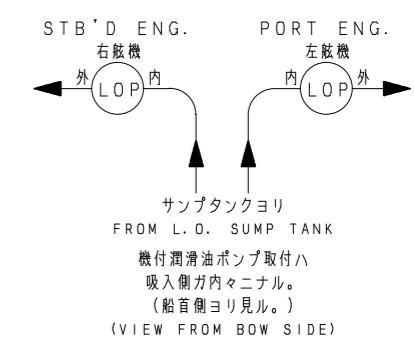 STB'D ENG. PORT ENG.
右舷機 左舷機
外 LOP 内 内 LOP 外
サンプタンクヨリ
FROM L.O. SUMP TANK
機付潤滑油ポンプ取付ハ
吸入側ガ内々ニナル。
(船首側ヨリ見ル。)
(VIEW FROM BOW SIDE)